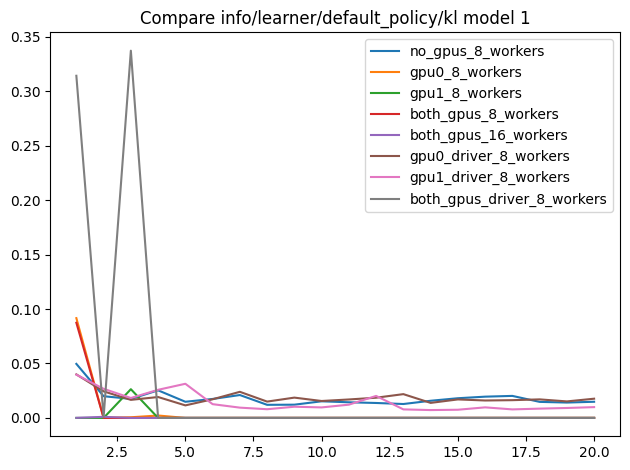 Compare info/learner/default_policy/kl model 1
0.35
0.30
0.25
0.20
0.15
0.10
0.05
0.00
no_gpus_8_workers
gpu0_8_workers
gpu1_8_workers
both_gpus_8_workers
both_gpus_16_workers
gpu0_driver_8_workers
gpu1_driver_8_workers
both_gpus_driver_8_workers
2.5 5.0 7.5 10.0 12.5 15.0 17.5 20.0